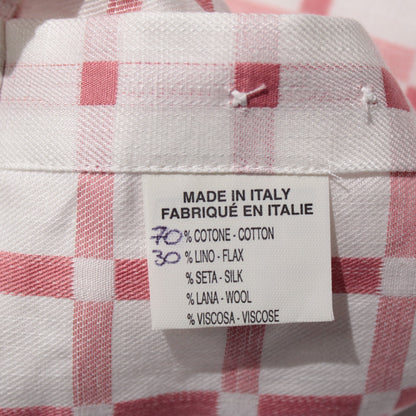 MADE IN ITALY
FABRIQUÉ EN ITALIE
70 % COTONE - COTTON
30 % LINO - FLAX
% SETA - SILK
% LANA - WOOL
% VISCOSA - VISCOSE